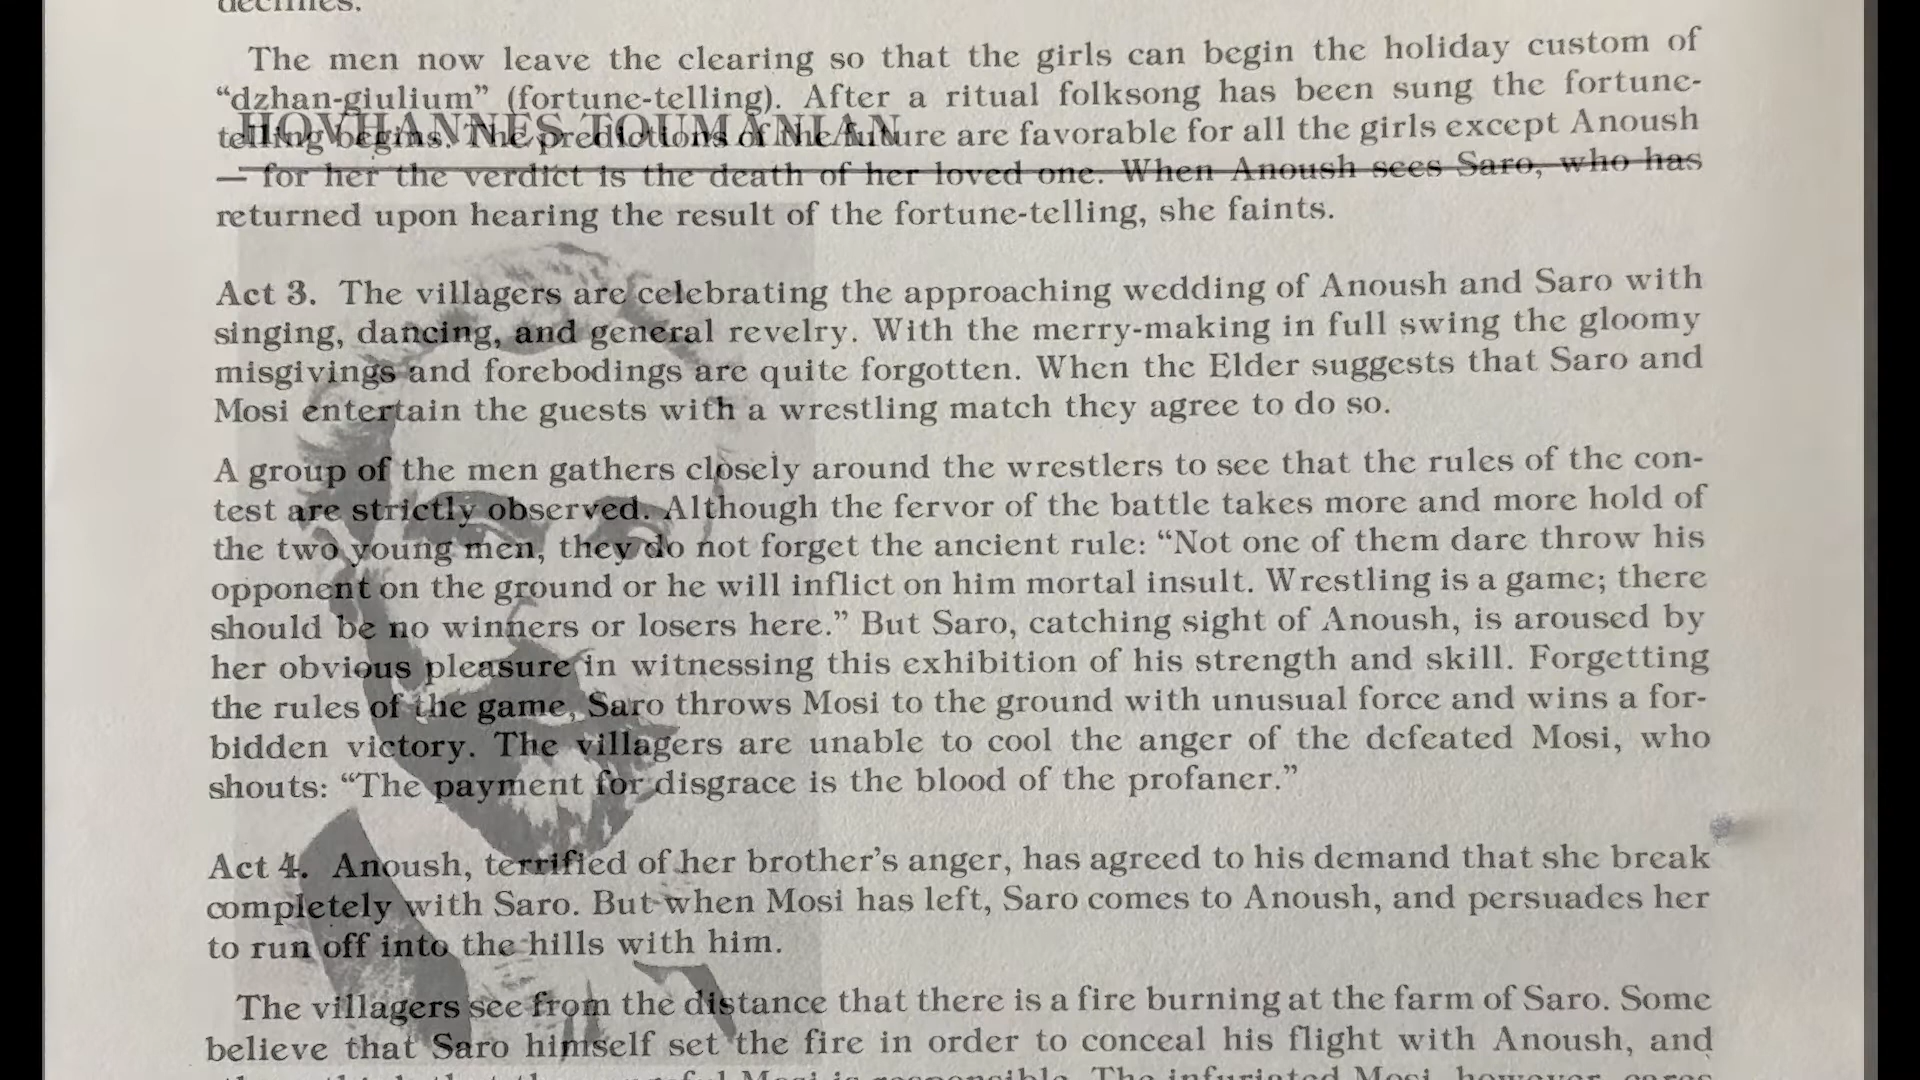 declines.
The men now leave the clearing so that the girls can begin the holiday custom of
“dzhan-giulium” (fortune-telling). After a ritual folksong has been sung the fortune-
HOVHANNES TOUMANIAN
telling begins. The predictions of the future are favorable for all the girls except Anoush
— for her the verdict is the death of her loved one. When Anoush sees Saro, who has
returned upon hearing the result of the fortune-telling, she faints.
Act 3. The villagers are celebrating the approaching wedding of Anoush and Saro with
singing, dancing, and general revelry. With the merry-making in full swing the gloomy
misgivings and forebodings are quite forgotten. When the Elder suggests that Saro and
Mosi entertain the guests with a wrestling match they agree to do so.
A group of the men gathers closely around the wrestlers to see that the rules of the con-
test are strictly observed. Although the fervor of the battle takes more and more hold of
the two young men, they do not forget the ancient rule: “Not one of them dare throw his
opponent on the ground or he will inflict on him mortal insult. Wrestling is a game; there
should be no winners or losers here.” But Saro, catching sight of Anoush, is aroused by
her obvious pleasure in witnessing this exhibition of his strength and skill. Forgetting
the rules of the game, Saro throws Mosi to the ground with unusual force and wins a for-
bidden victory. The villagers are unable to cool the anger of the defeated Mosi, who
shouts: “The payment for disgrace is the blood of the profaner.”
Act 4. Anoush, terrified of her brother’s anger, has agreed to his demand that she break
completely with Saro. But when Mosi has left, Saro comes to Anoush, and persuades her
to run off into the hills with him.
The villagers see from the distance that there is a fire burning at the farm of Saro. Some
believe that Saro himself set the fire in order to conceal his flight with Anoush, and
Mosi is responsible. The infuriated Mosi, however,